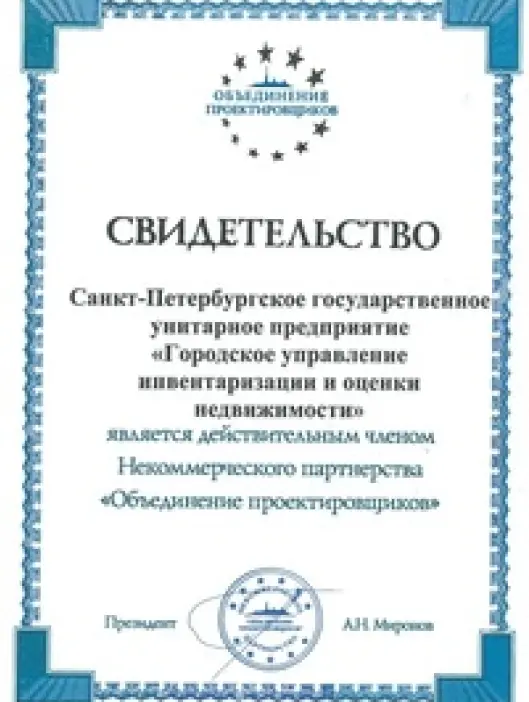 ОБЪЕДИНЕНИЕ
ПРОЕКТИРОВЩИКОВ
СВИДЕТЕЛЬСТВО
Санкт-Петербургское государственное
унитарное предприятие
«Городское управление
инвентаризации и оценки
недвижимости»
является действительным членом
Некоммерческого партнерства
«Объединение проектировщиков»
Президент А.Н. Миронов